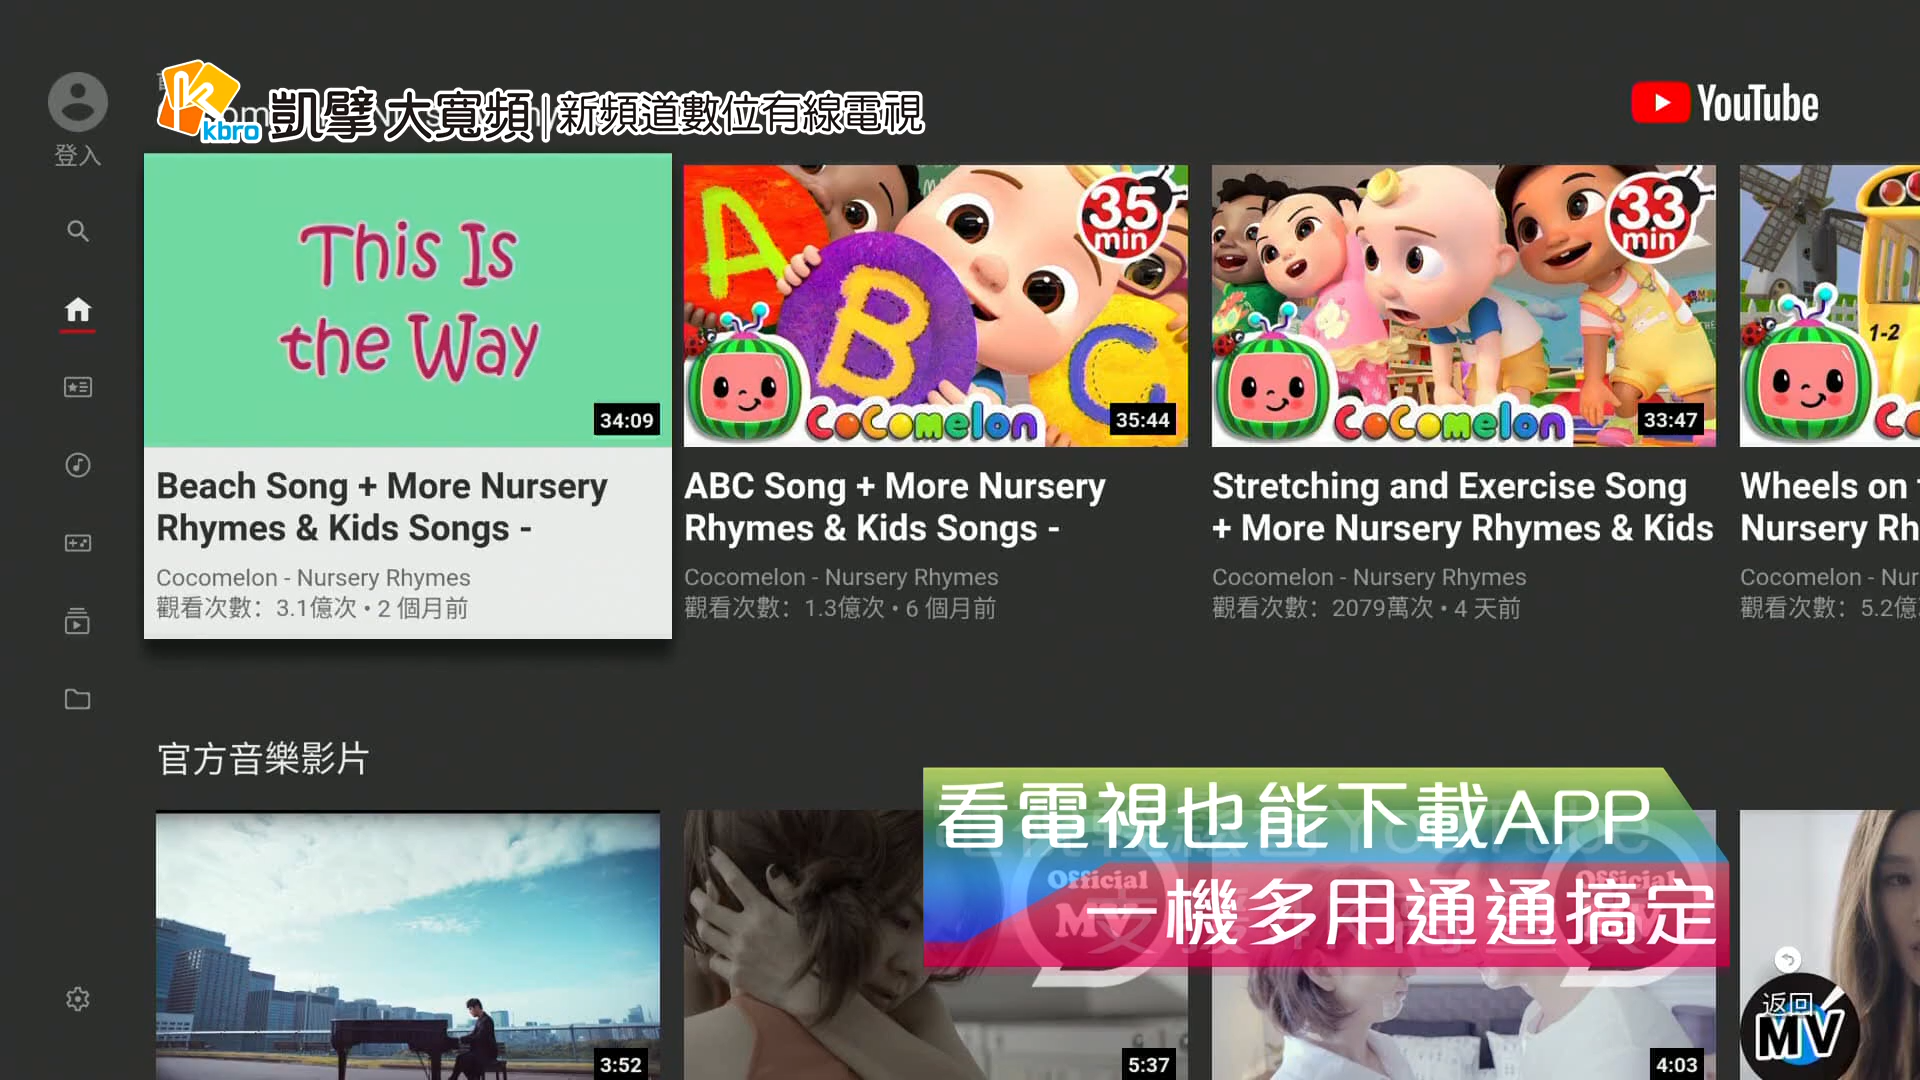 kbro 凱擘大寬頻|新頻道數位有線電視
YouTube
登入
This Is
the Way
34:09
A
B
C
35
min
CoComelon
35:44
33
min
CoComelon
33:47
1-2
Beach Song + More Nursery
Rhymes & Kids Songs -
Cocomelon - Nursery Rhymes
觀看次數：3.1億次 • 2 個月前
ABC Song + More Nursery
Rhymes & Kids Songs -
Cocomelon - Nursery Rhymes
觀看次數：1.3億次 • 6 個月前
Stretching and Exercise Song
+ More Nursery Rhymes & Kids
Cocomelon - Nursery Rhymes
觀看次數：2079萬次 • 4 天前
Wheels on
Nursery Rh
Cocomelon - Nur
觀看次數：5.2億
官方音樂影片
看電視也能下載APP
一機多用通通搞定
Official
MV
Official
返回
MV
3:52
5:37
4:03